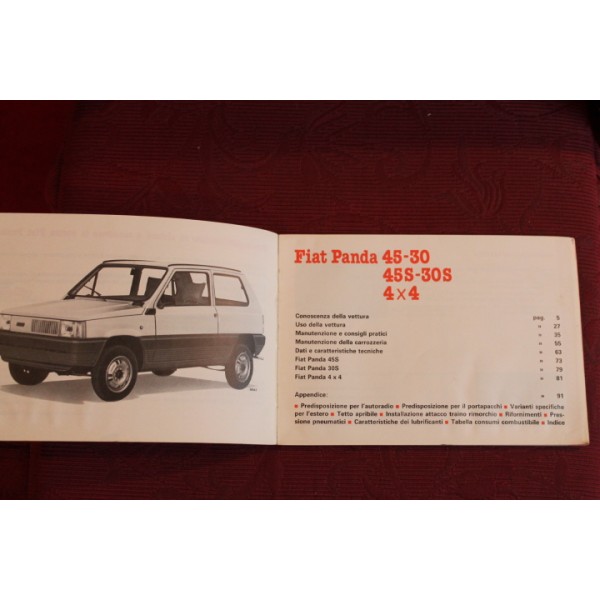 Fiat Panda 45-30
45S-30S
4x4
pag.
Conoscenza della vettura 5
Uso della vettura » 27
Manutenzione e consigli pratici » 35
Manutenzione della carrozzeria » 55
Dati e caratteristiche tecniche » 63
Fiat Panda 45S » 73
Fiat Panda 30S » 79
Fiat Panda 4 x 4 » 81
Appendice: » 91
• Predisposizione per l'autoradio • Predisposizione per il portapacchi • Varianti specifiche
per l'estero • Tetto apribile • Installazione attacco traino rimorchio • Rifornimenti • Pres-
sione pneumatici • Caratteristiche dei lubrificanti • Tabella consumi combustibile • Indice